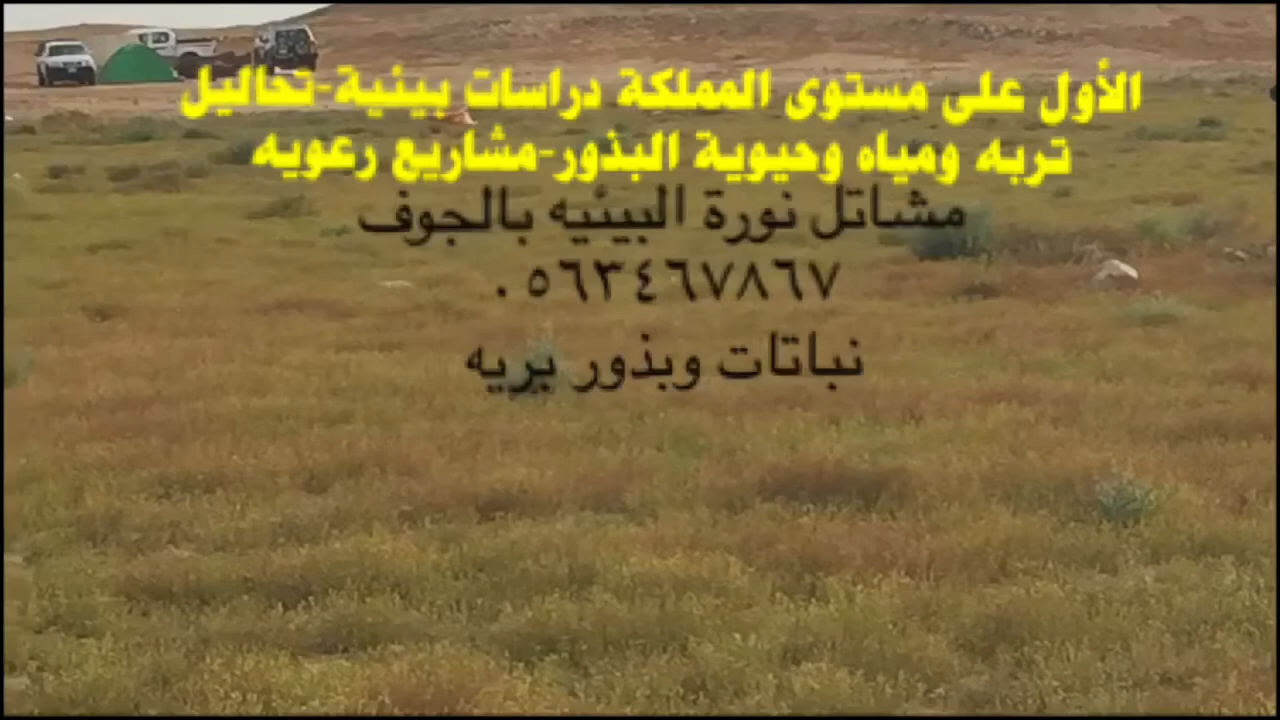 الأول على مستوى المملكة دراسات بيئية-تحاليل
تربه ومياه وحيوية البذور-مشاريع رعويه
مشاتل نورة البيئيه بالجوف
٠٥٦٣٤٦٧٨٦٧
نباتات وبذور بريه